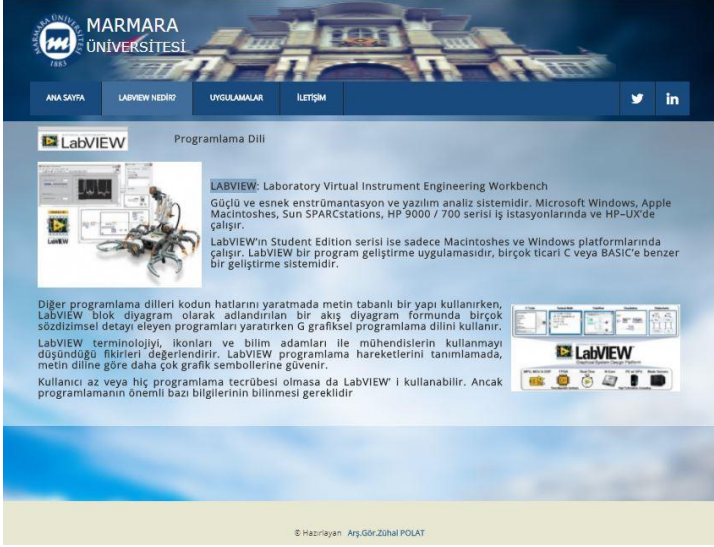 MARMARA
ÜNİVERSİTESİ
MARMARA ÜNİVERSİTESİ
1883
ANA SAYFA
LABVIEW NEDİR?
UYGULAMALAR
İLETİŞİM
LabVIEW
Programlama Dili
LabVIEW
LABVIEW: Laboratory Virtual Instrument Engineering Workbench
Güçlü ve esnek enstrümantasyon ve yazılım analiz sistemidir. Microsoft Windows, Apple
Macintoshes, Sun SPARCstations, HP 9000 / 700 serisi iş istasyonlarında ve HP-UX'de
çalışır.
LabVIEW'ın Student Edition serisi ise sadece Macintoshes ve Windows platformlarında
çalışır. LabVIEW bir program geliştirme uygulamasıdır, birçok ticari C veya BASIC'e benzer
bir geliştirme sistemidir.
Diğer programlama dilleri kodun hatlarını yaratmada metin tabanlı bir yapı kullanırken,
LabVIEW blok diyagram olarak adlandırılan bir akış diyagram formunda birçok
sözdizimsel detayı eleyen programları yaratırken G grafiksel programlama dilini kullanır.
LabVIEW terminolojiyi, ikonları ve bilim adamları ile mühendislerin kullanmayı
düşündüğü fikirleri değerlendir. LabVIEW programlama hareketlerini tanımlamada,
metin diline göre daha çok grafik sembollerine güvenir.
Kullanıcı az veya hiç programlama tecrübesi olmasa da LabVIEW' i kullanabilir. Ancak
programlamanın önemli bazı bilgilerinin bilinmesi gereklidir
LabVIEW
© Hazırlayan Arş.Gör.Zühal POLAT